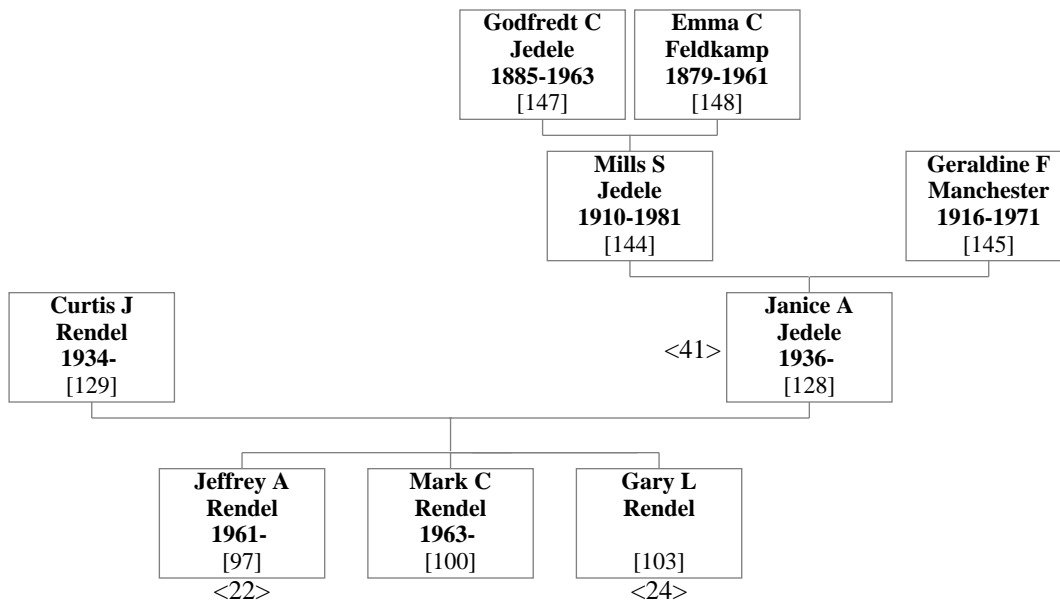 Godfredt C
Jedele
1885-1963
[147]
Emma C
Feldkamp
1879-1961
[148]
Mills S
Jedele
1910-1981
[144]
Geraldine F
Manchester
1916-1971
[145]
Curtis J
Rendel
1934-
[129]
<41>
Janice A
Jedele
1936-
[128]
Jeffrey A
Rendel
1961-
[97]
<22>
Mark C
Rendel
1963-
[100]
Gary L
Rendel
[103]
<24>